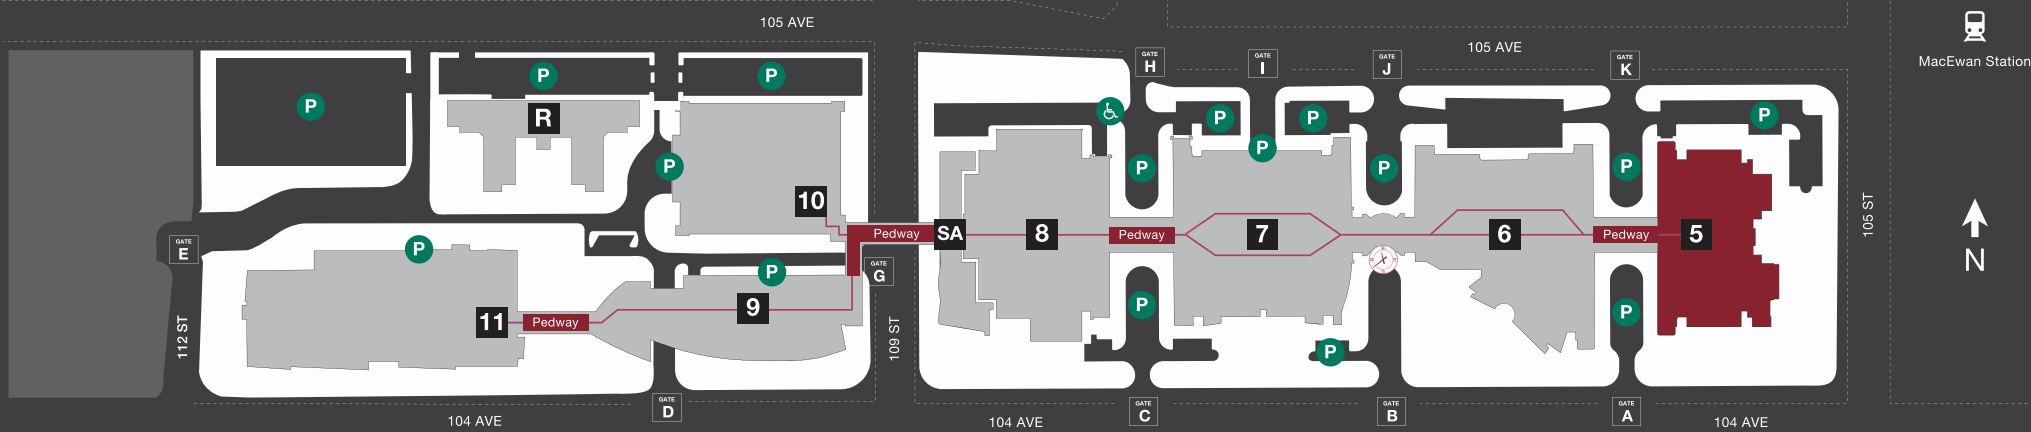 105 AVE
105 AVE
MacEwan Station
GATE
H
GATE
I
GATE
J
GATE
K
P
P
P
P
P
P
P
R
P
P
P
P
P
10
Pedway
SA
8
Pedway
7
6
Pedway
5
105 ST
N
GATE
E
P
P
GATE
G
9
11
Pedway
P
P
P
112 ST
109 ST
GATE
D
GATE
C
GATE
B
GATE
A
104 AVE
104 AVE
104 AVE